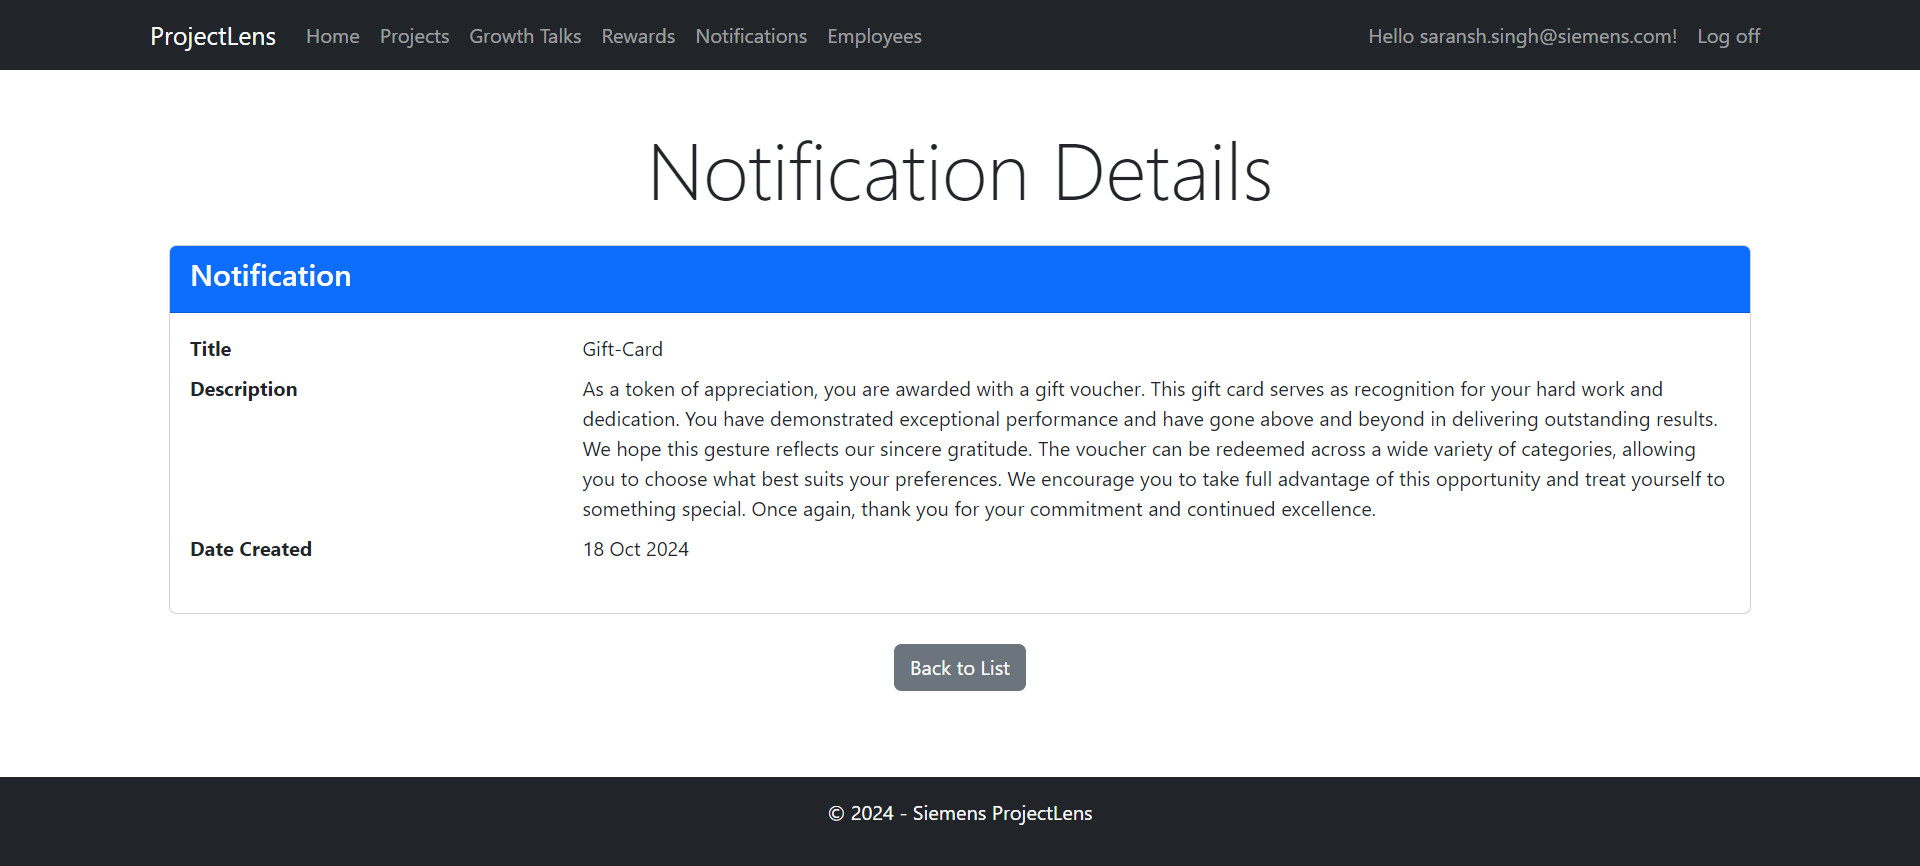 ProjectLens Home Projects Growth Talks Rewards Notifications Employees Hello saransh.singh@siemens.com! Log off
Notification Details
Notification
Title Gift-Card
Description As a token of appreciation, you are awarded with a gift voucher. This gift card serves as recognition for your hard work and
dedication. You have demonstrated exceptional performance and have gone above and beyond in delivering outstanding results.
We hope this gesture reflects our sincere gratitude. The voucher can be redeemed across a wide variety of categories, allowing
you to choose what best suits your preferences. We encourage you to take full advantage of this opportunity and treat yourself to
something special. Once again, thank you for your commitment and continued excellence.
Date Created 18 Oct 2024
Back to List
© 2024 - Siemens ProjectLens